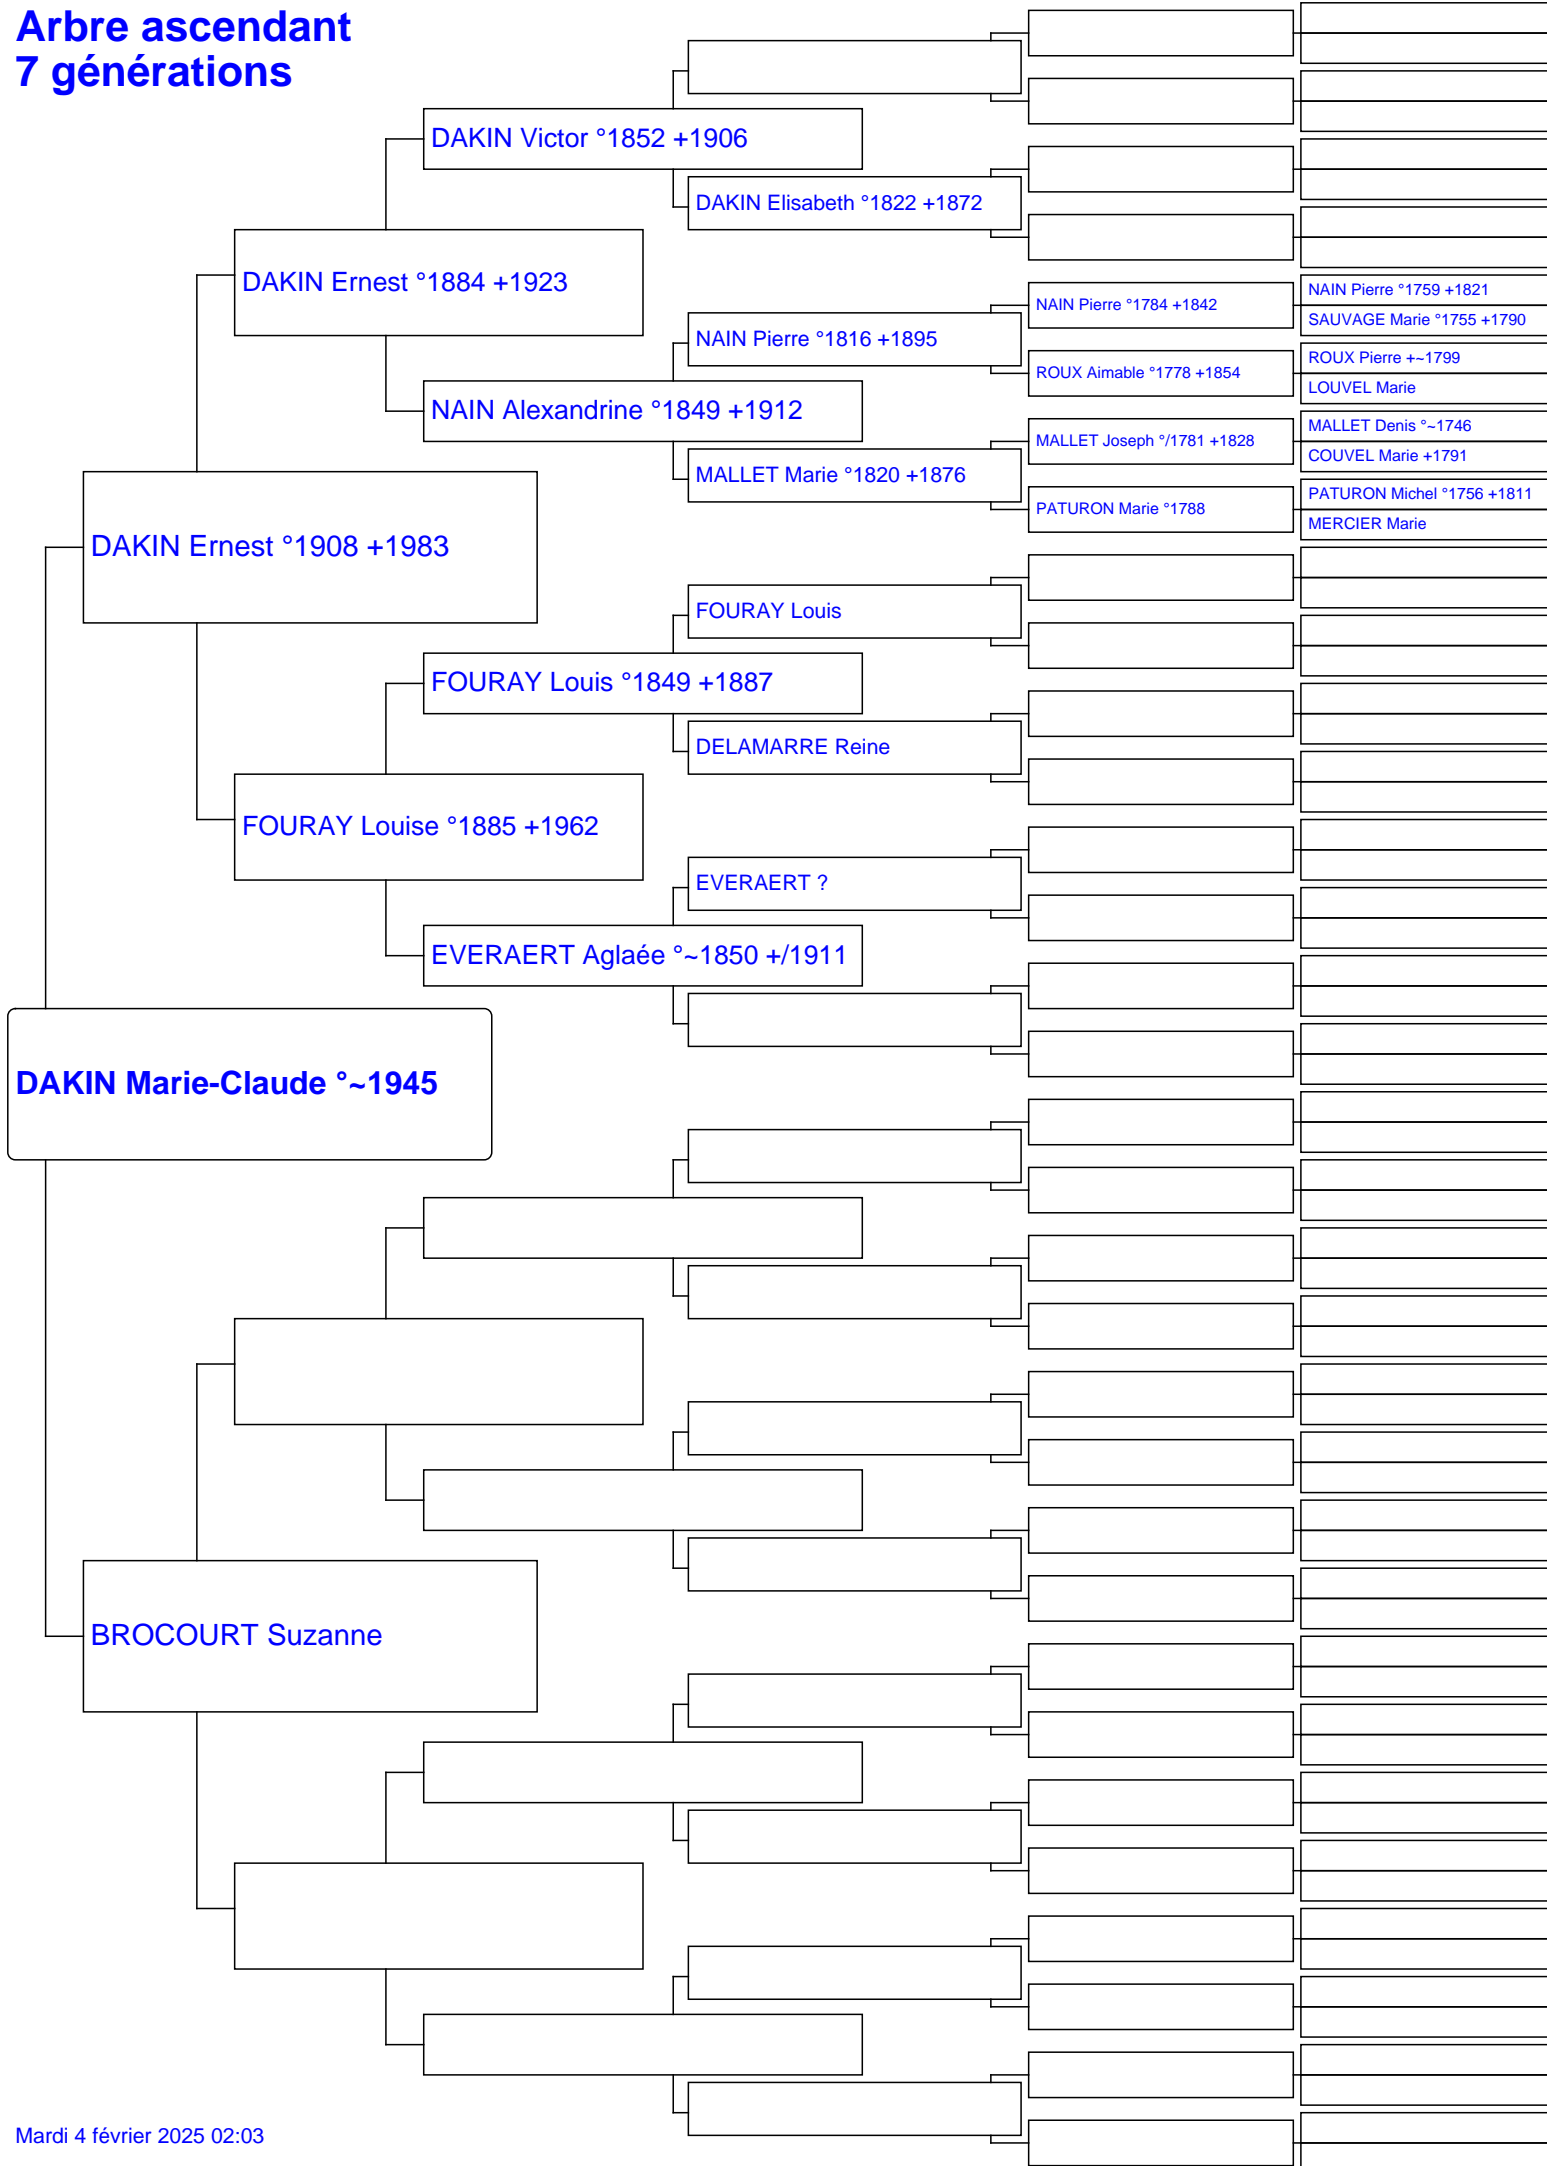 Arbre ascendant
7 générations
DAKIN Victor °1852 +1906
DAKIN Elisabeth °1822 +1872
DAKIN Ernest °1884 +1923
NAIN Pierre °1759 +1821
NAIN Pierre °1784 +1842
SAUVAGE Marie °1755 +1790
NAIN Pierre °1816 +1895
ROUX Pierre +~1799
ROUX Aimable °1778 +1854
LOUVEL Marie
NAIN Alexandrine °1849 +1912
MALLET Denis °~1746
MALLET Joseph °/1781 +1828
COUVEL Marie +1791
MALLET Marie °1820 +1876
PATURON Michel °1756 +1811
PATURON Marie °1788
MERCIER Marie
DAKIN Ernest °1908 +1983
FOURAY Louis
FOURAY Louis °1849 +1887
DELAMARRE Reine
FOURAY Louise °1885 +1962
EVERAERT ?
EVERAERT Aglaée °~1850 +/1911
DAKIN Marie-Claude °~1945
BROCOURT Suzanne
Mardi 4 février 2025 02:03